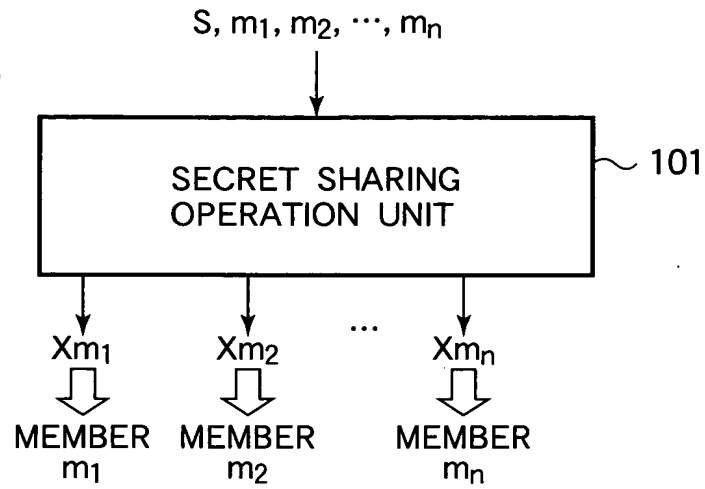 S, m1, m2, ···, mn
SECRET SHARING
OPERATION UNIT
101
Xm1 Xm2 ··· Xmn
MEMBER MEMBER MEMBER
m1 m2 mn